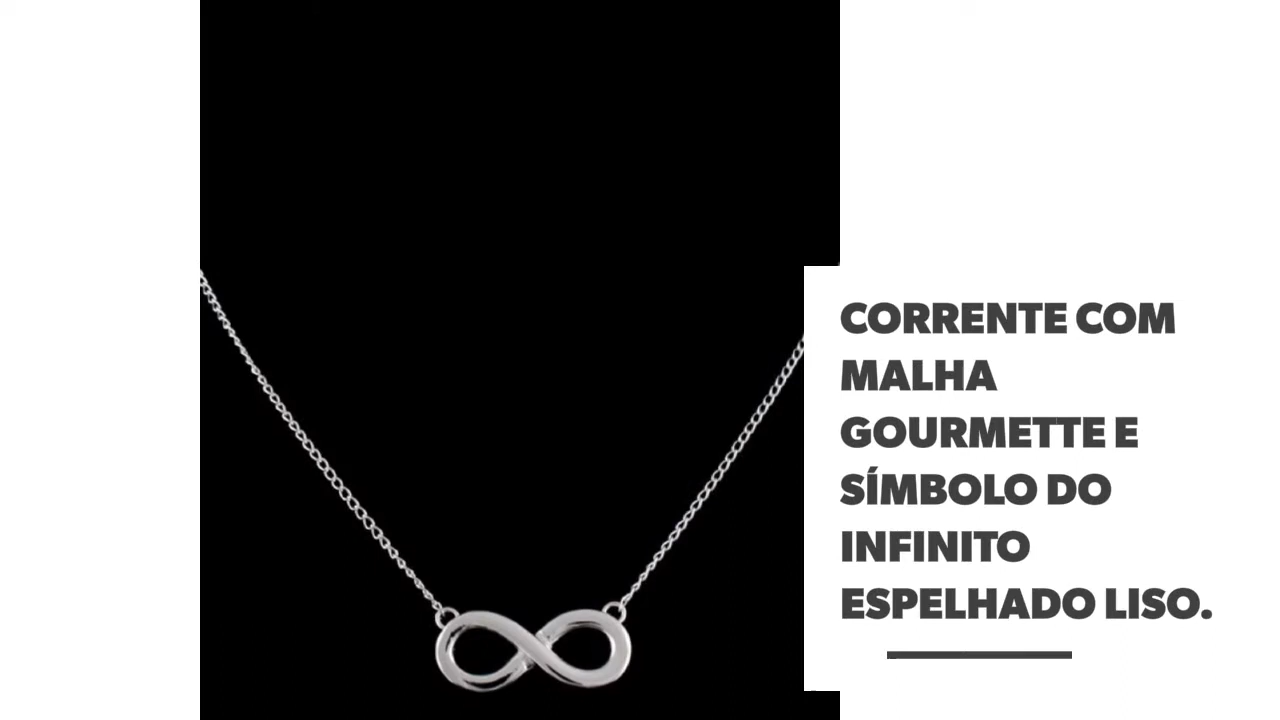 CORRENTE COM
MALHA
GOURMETTE E
SÍMBOLO DO
INFINITO
ESPELHADO LISO.